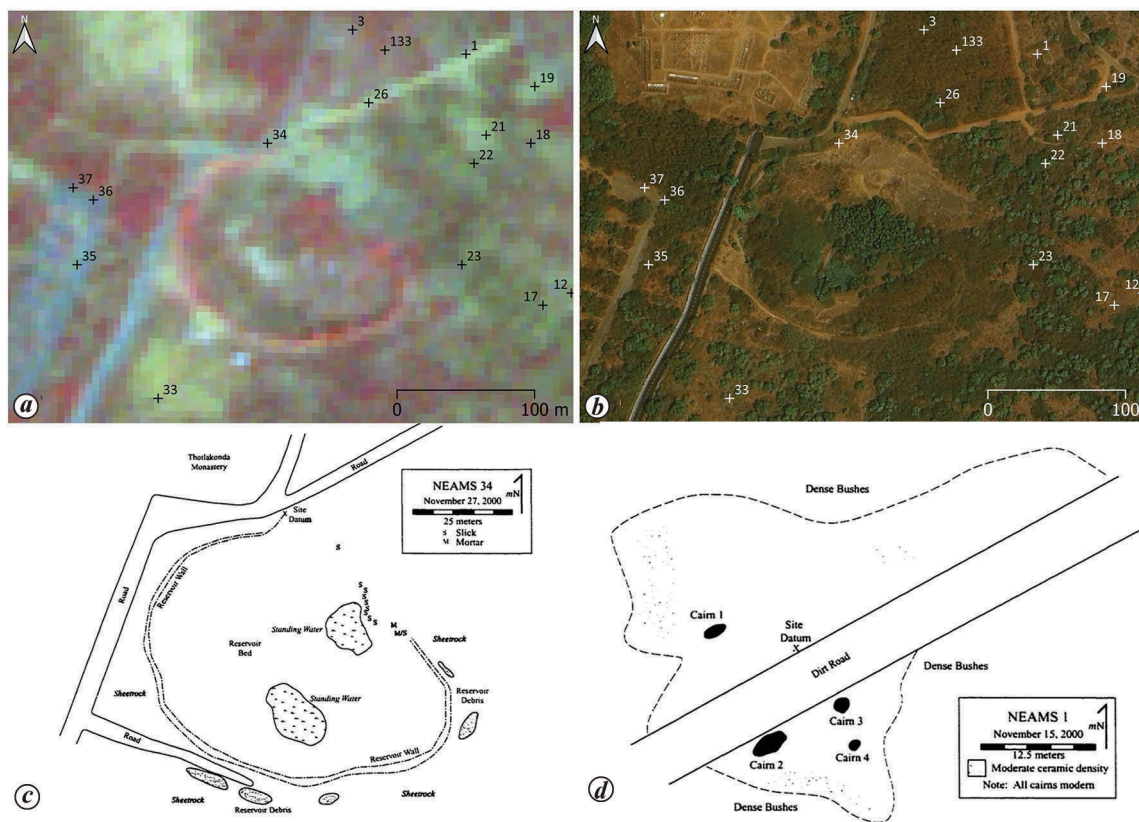 N
3
133
1
19
26
34
21
18
22
37
36
35
23
12
17
33
0
100 m
a
N
3
133
1
19
26
34
21
18
22
37
36
35
23
12
17
33
0
100
b
Thotlakonda
Monastery
Road
NEAMS 34
November 27, 2000
mN
25 meters
S Slick
M Mortar
Site
Datum
S
Reservoir Wall
Road
S
S
S
S
S
S
S
M
M/S
Standing Water
Sheetrock
Reservoir
Bed
Sheetrock
Standing Water
Reservoir
Debris
Road
Reservoir Wall
Sheetrock
Reservoir Debris
Sheetrock
c
Dense Bushes
Cairn 1
Site
Datum
Dirt Road
Dense Bushes
Cairn 3
Cairn 2
Cairn 4
Dense Bushes
NEAMS 1
November 15, 2000
mN
12.5 meters
Moderate ceramic density
Note: All cairns modern
d